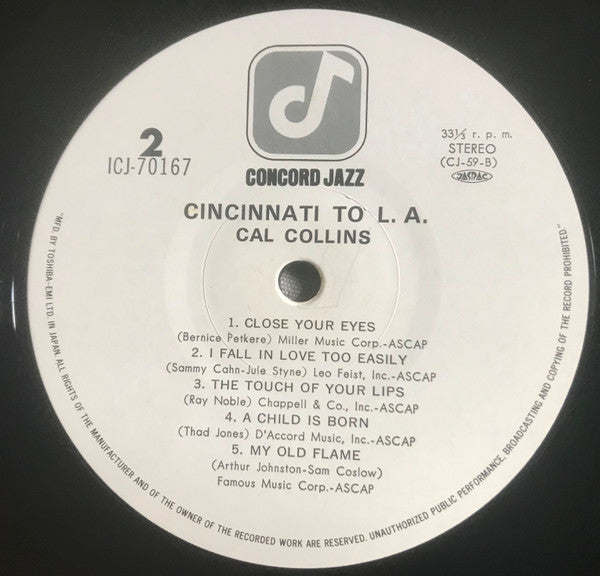 2
ICJ-70167
CONCORD JAZZ
33⅓ r. p. m.
STEREO
(CJ-59-B)
JASRAC
CINCINNATI TO L. A.
CAL COLLINS
1. CLOSE YOUR EYES
(Bernice Petkere) Miller Music Corp.-ASCAP
2. I FALL IN LOVE TOO EASILY
(Sammy Cahn-Jule Styne) Leo Feist, Inc.-ASCAP
3. THE TOUCH OF YOUR LIPS
(Ray Noble) Chappell & Co., Inc.-ASCAP
4. A CHILD IS BORN
(Thad Jones) D'Accord Music, Inc.-ASCAP
5. MY OLD FLAME
(Arthur Johnston-Sam Coslow)
Famous Music Corp.-ASCAP
"MFD. BY TOSHIBA-EMI LTD. IN JAPAN. ALL RIGHTS OF THE MANUFACTURER AND OF THE OWNER OF THE RECORDED WORK ARE RESERVED. UNAUTHORIZED PUBLIC PERFORMANCE, BROADCASTING AND COPYING OF THE RECORD PROHIBITED."